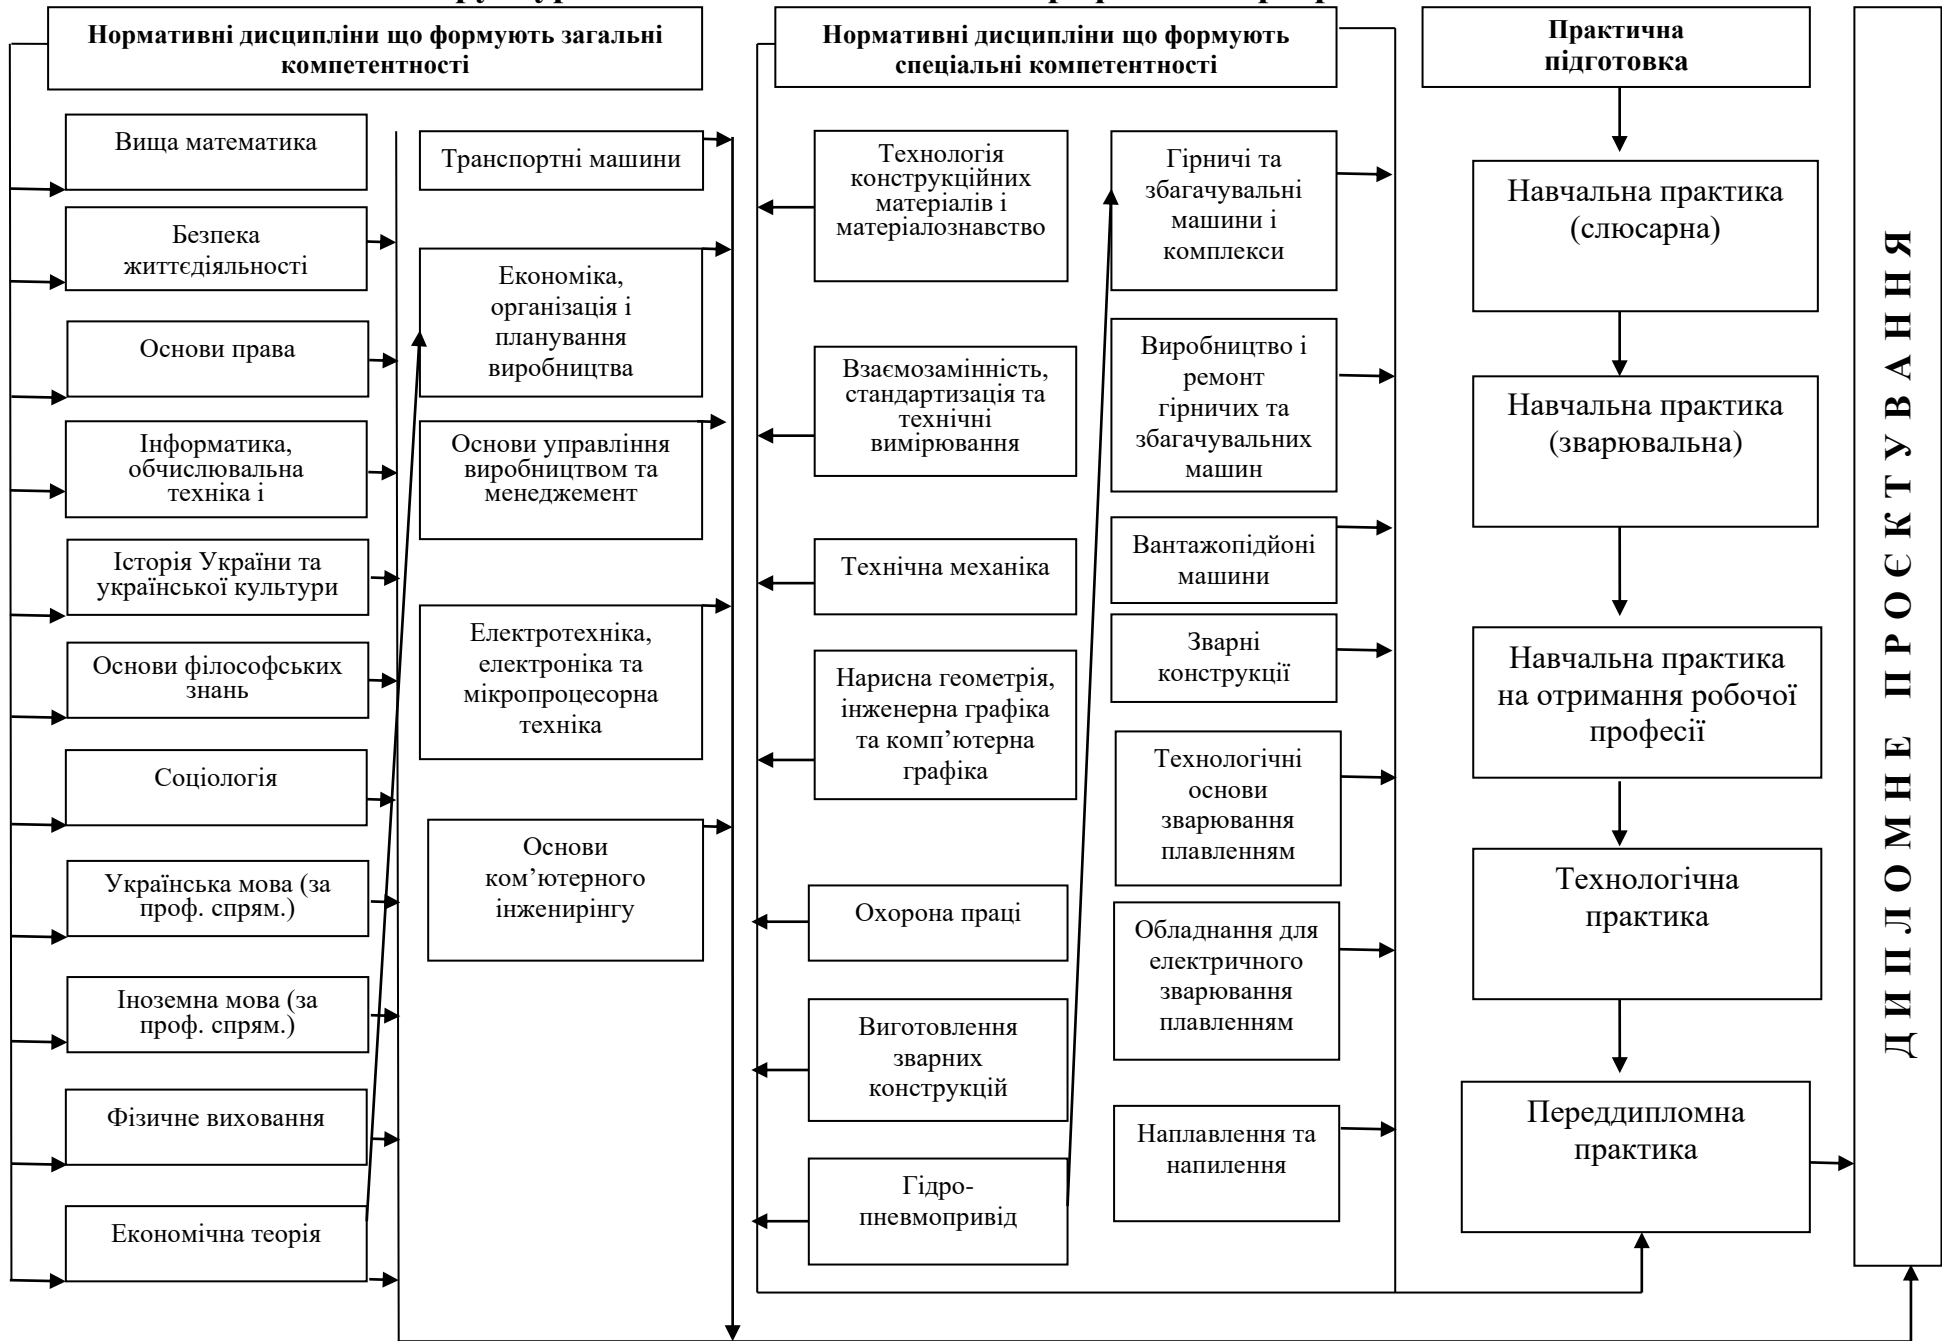 Нормативні дисципліни що формують загальні
компетентності
Вища математика
Безпека
життєдіяльності
Основи права
Інформатика,
обчислювальна
техніка і
Історія України та
української культури
Основи філософських
знань
Соціологія
Українська мова (за
проф. спрям.)
Іноземна мова (за
проф. спрям.)
Фізичне виховання
Економічна теорія
Транспортні машини
Економіка,
організація і
планування
виробництва
Основи управління
виробництвом та
менеджемент
Електротехніка,
електроніка та
мікропроцесорна
техніка
Основи
ком’ютерного
інженирінгу
Нормативні дисципліни що формують
спеціальні компетентності
Технологія
конструкційних
матеріалів і
матеріалознавство
Взаємозамінність,
стандартизація та
технічні
вимірювання
Технічна механіка
Нарисна геометрія,
інженерна графіка
та комп’ютерна
графіка
Охорона праці
Виготовлення
зварних
конструкцій
Гідро-
пневмопривід
Гірничі та
збагачувальні
машини і
комплекси
Виробництво і
ремонт
гірничих та
збагачувальних
машин
Вантажопідйоні
машини
Зварні
конструкції
Технологічні
основи
зварювання
плавленням
Обладнання для
електричного
зварювання
плавленням
Наплавлення та
напилення
Практична
підготовка
Навчальна практика
(слюсарна)
Навчальна практика
(зварювальна)
Навчальна практика
на отримання робочої
професії
Технологічна
практика
Переддипломна
практика
ДИПЛОМНЕ ПРОЄКТУВАННЯ